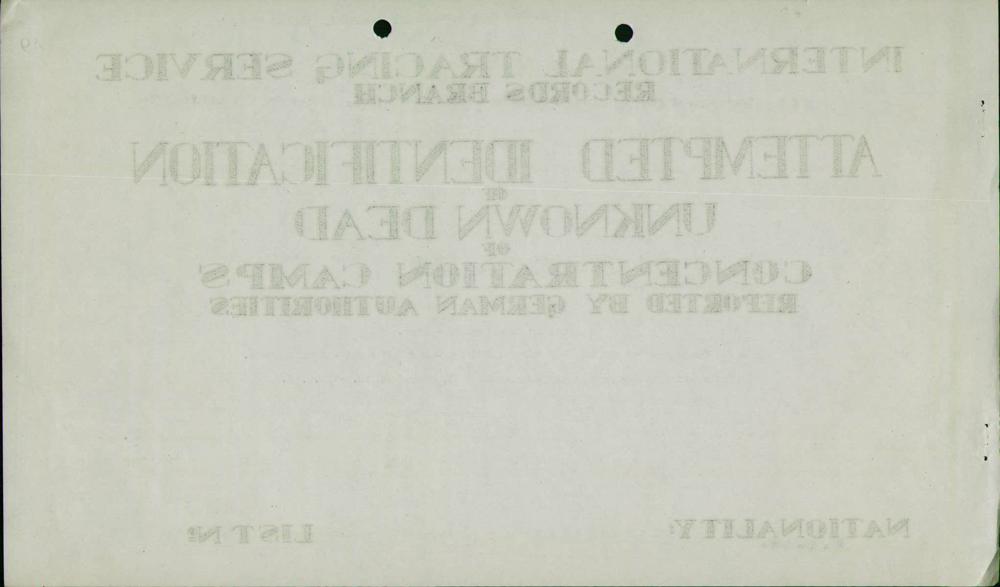 INTERNATIONAL TRACING SERVICE
RECORDS BRANCH
ATTEMPTED IDENTIFICATION
OF
UNKNOWN DEAD
OF
CONCENTRATION CAMPS
REPORTED BY GERMAN AUTHORITIES
NATIONALITY: LIST Nº